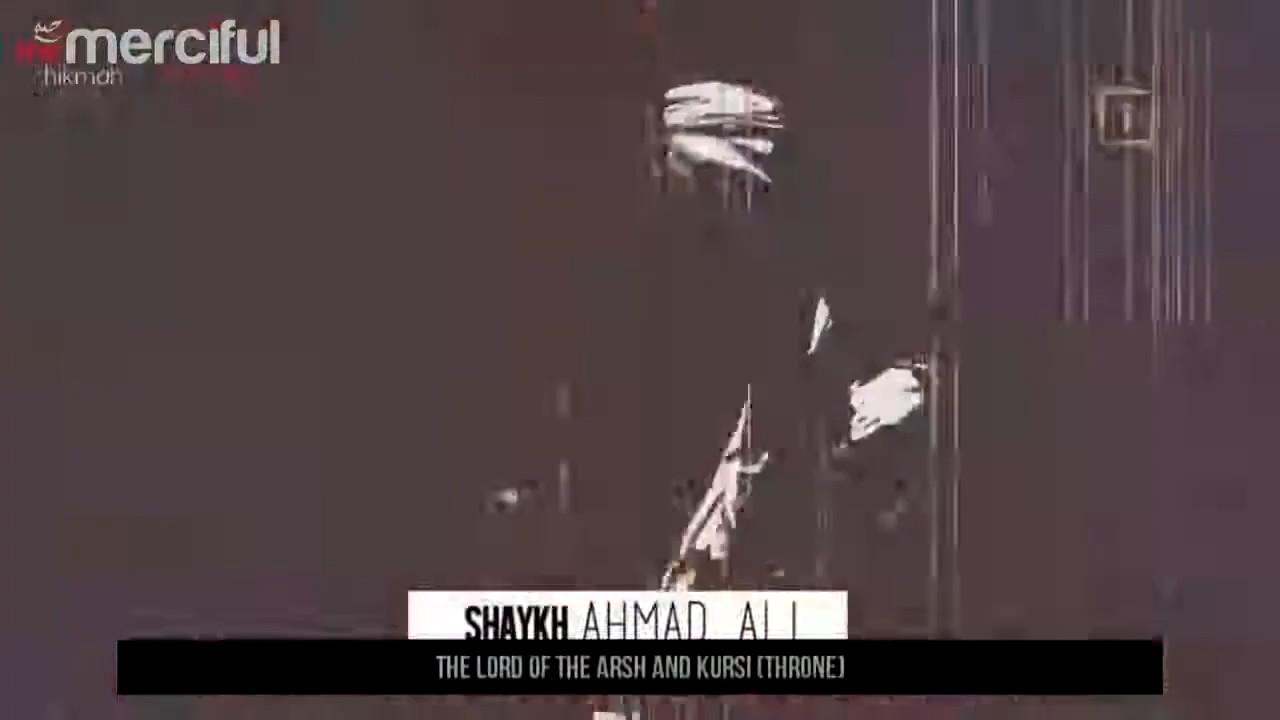 merciful
hikmah
SHAYKH AHMAD ALI
THE LORD OF THE ARSH AND KURSI (THRONE)